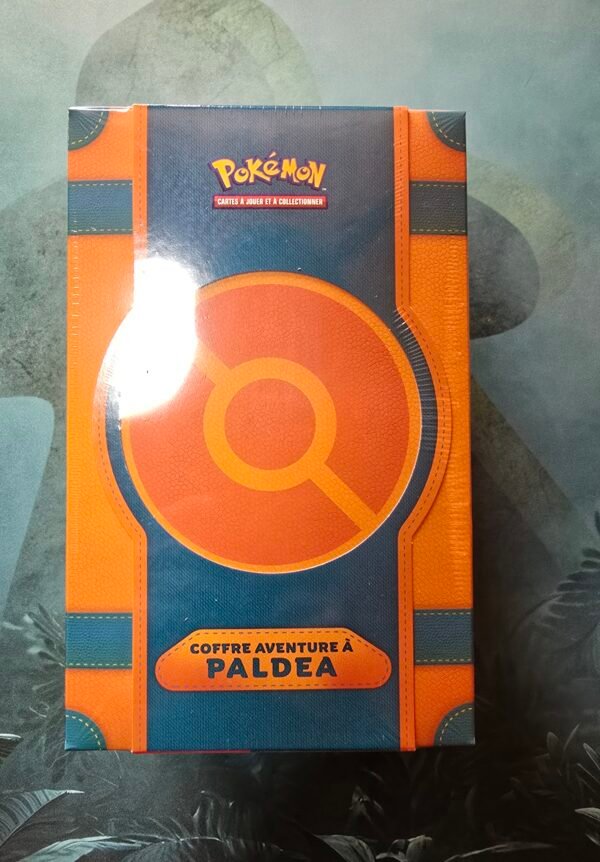 POKéMON
CARTES À JOUER ET À COLLECTIONNER
COFFRE AVENTURE À
PALDEA